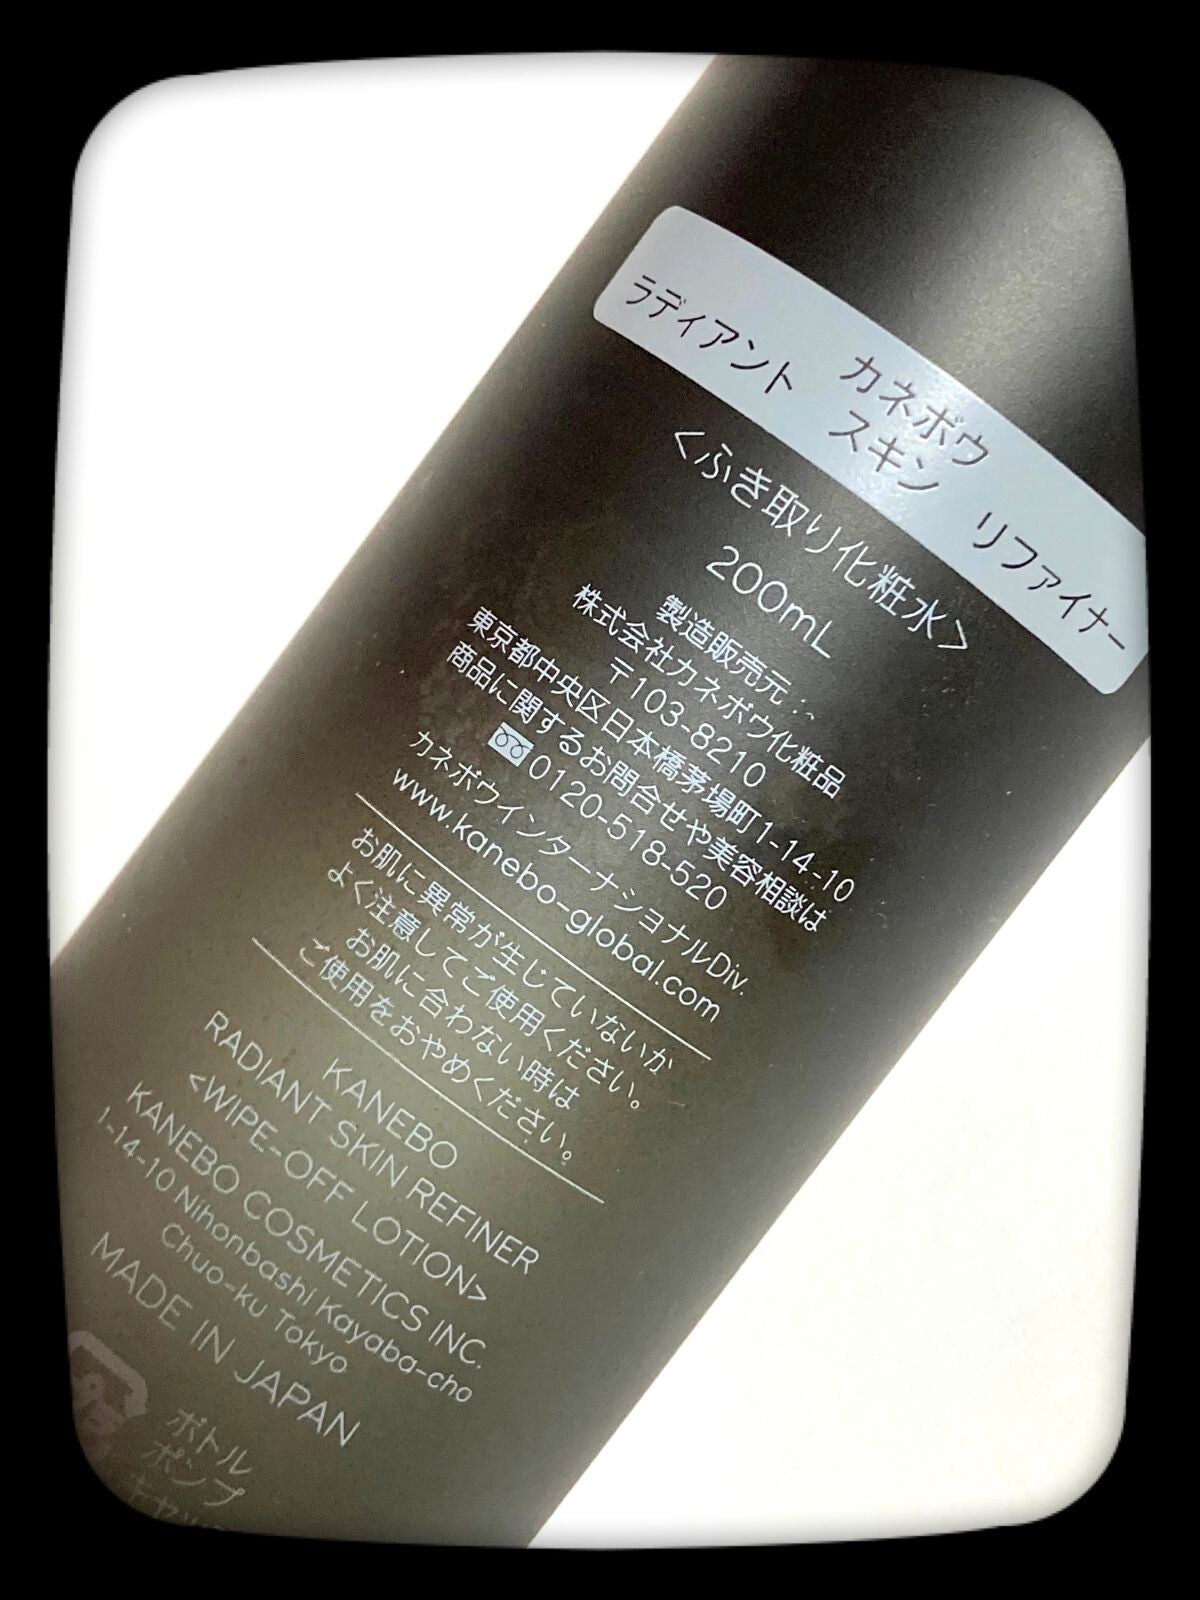 カネボウ
ラディアント スキン リファイナー
<ふき取り化粧水>
200mL
製造販売元:
株式会社カネボウ化粧品
〒103-8210
東京都中央区日本橋茅場町1-14-10
商品に関するお問合せや美容相談は
0120-518-520
カネボウインターナショナルDiv.
www.kanebo-global.com
お肌に異常が生じていないか
よく注意してご使用ください。
お肌に合わない時は
ご使用をおやめください。
KANEBO
RADIANT SKIN REFINER
<WIPE-OFF LOTION>
KANEBO COSMETICS INC.
1-14-10 Nihonbashi Kayaba-cho
Chuo-ku Tokyo
MADE IN JAPAN
ボトル
ポンプ